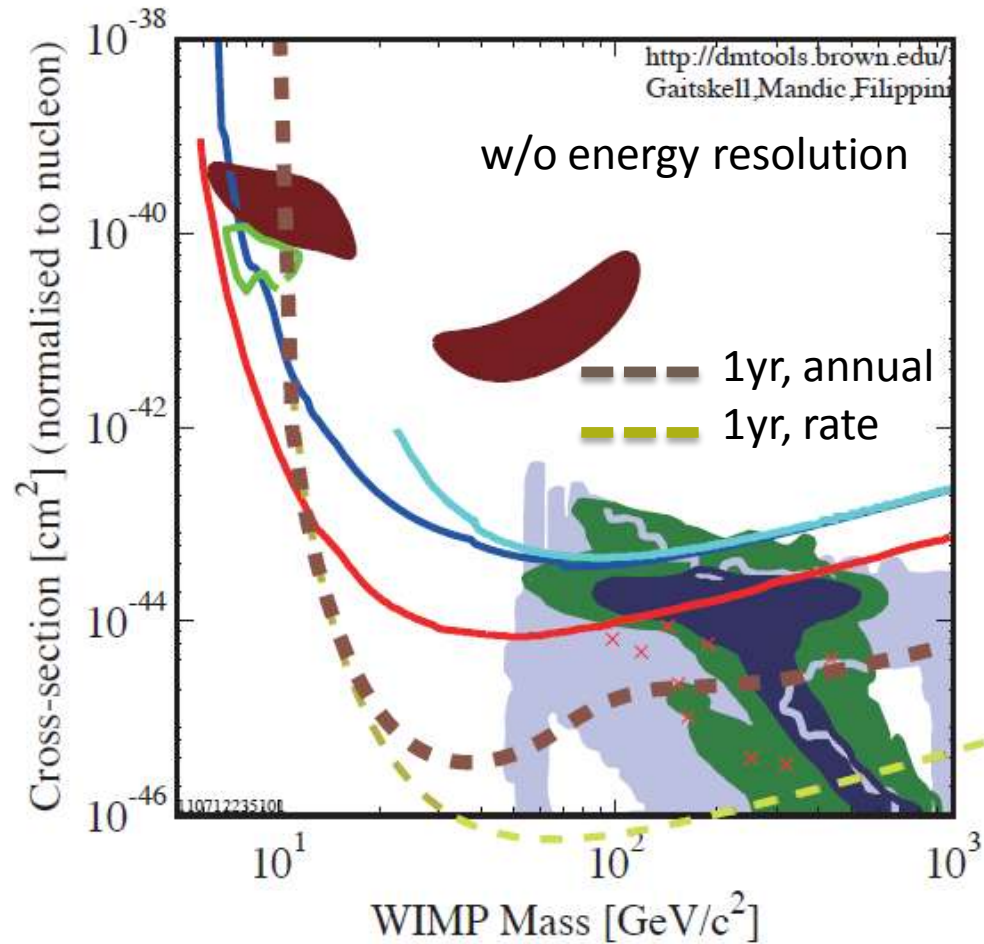 http://dmtools.brown.edu/
Gaitskell,Mandic,Filippini
w/o energy resolution
1yr, annual
1yr, rate
Cross-section [cm^2] (normalised to nucleon)
10^-38
10^-40
10^-42
10^-44
10^-46
10^1
10^2
10^3
WIMP Mass [GeV/c^2]